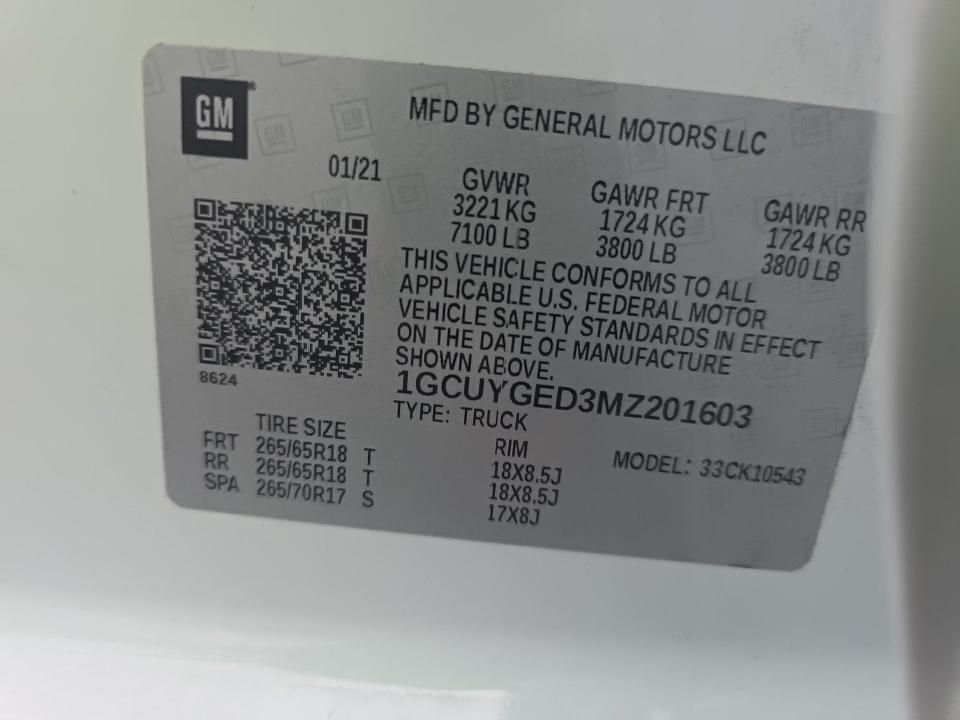 GM
MFD BY GENERAL MOTORS LLC
01/21
GVWR GAWR FRT GAWR RR
3221 KG 1724 KG 1724 KG
7100 LB 3800 LB 3800 LB
THIS VEHICLE CONFORMS TO ALL
APPLICABLE U.S. FEDERAL MOTOR
VEHICLE SAFETY STANDARDS IN EFFECT
ON THE DATE OF MANUFACTURE
SHOWN ABOVE.
8624
1GCUYGED3MZ201603
TYPE: TRUCK
TIRE SIZE RIM MODEL: 33CK10543
FRT 265/65R18 T 18X8.5J
RR 265/65R18 T 18X8.5J
SPA 265/70R17 S 17X8J